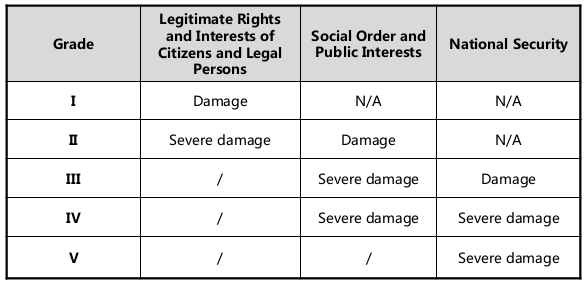 Grade
Legitimate Rights
and Interests of
Citizens and Legal
Persons
Social Order and
Public Interests
National Security
I Damage N/A N/A
II Severe damage Damage N/A
III / Severe damage Damage
IV / Severe damage Severe damage
V / / Severe damage